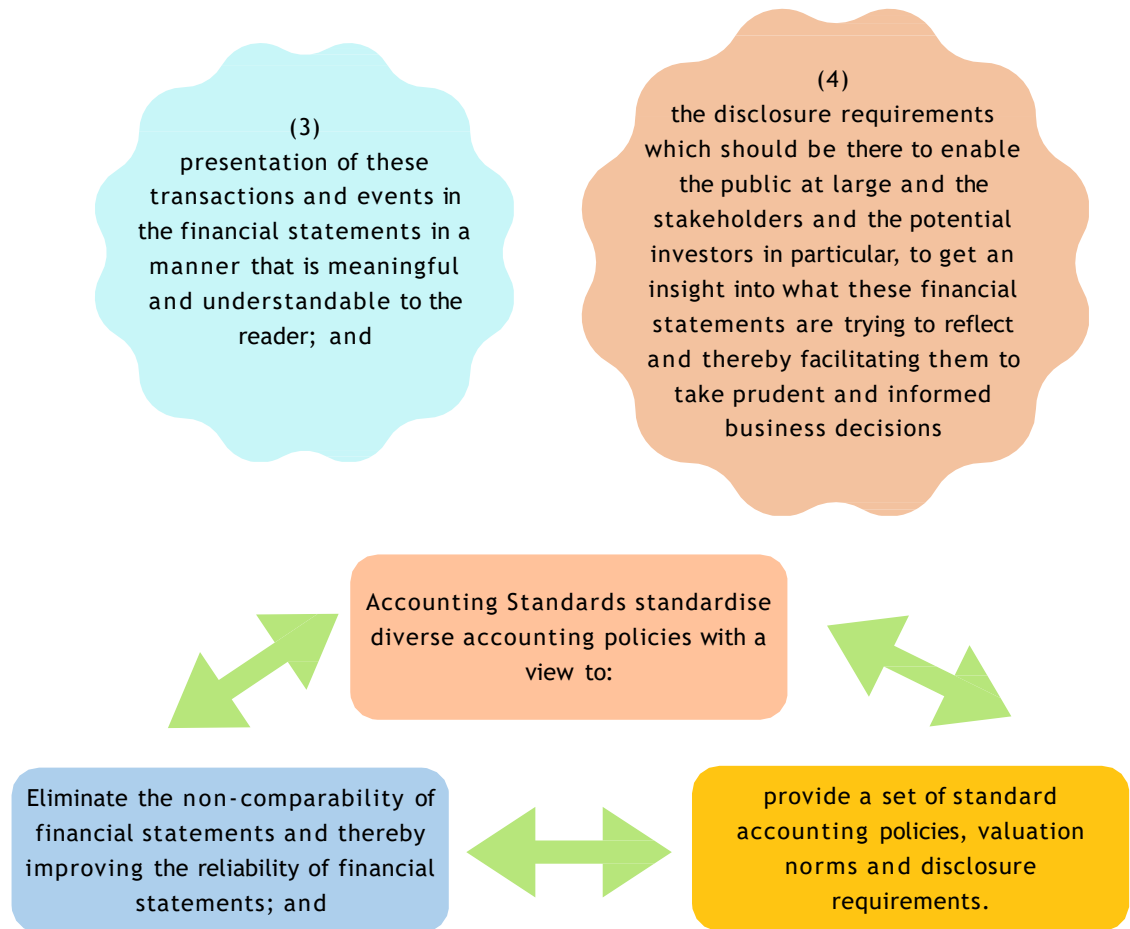 (3)
presentation of these
transactions and events in
the financial statements in a
manner that is meaningful
and understandable to the
reader; and
(4)
the disclosure requirements
which should be there to enable
the public at large and the
stakeholders and the potential
investors in particular, to get an
insight into what these financial
statements are trying to reflect
and thereby facilitating them to
take prudent and informed
business decisions
Accounting Standards standardise
diverse accounting policies with a
view to:
Eliminate the non-comparability of
financial statements and thereby
improving the reliability of financial
statements; and
provide a set of standard
accounting policies, valuation
norms and disclosure
requirements.